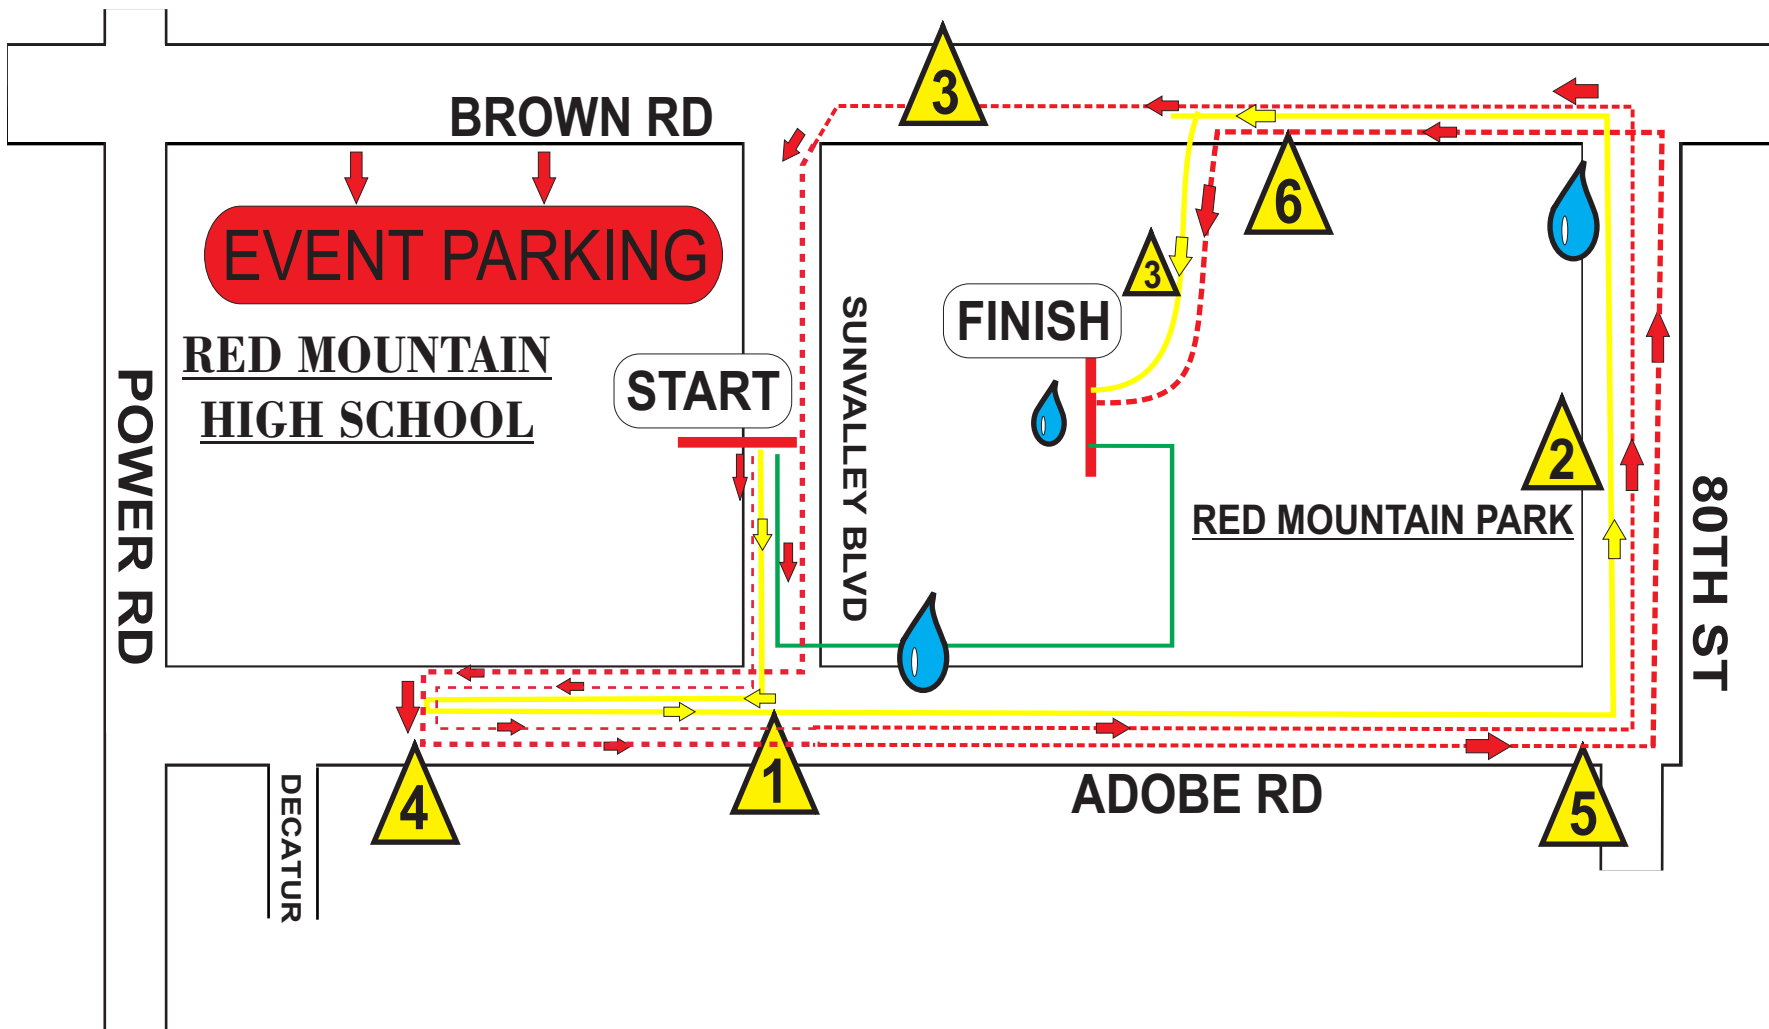 3
BROWN RD
6
EVENT PARKING
3
FINISH
RED MOUNTAIN
HIGH SCHOOL
START
SUNVALLEY BLVD
POWER RD
2
RED MOUNTAIN PARK
80TH ST
1
4
5
ADOBE RD
DECATUR